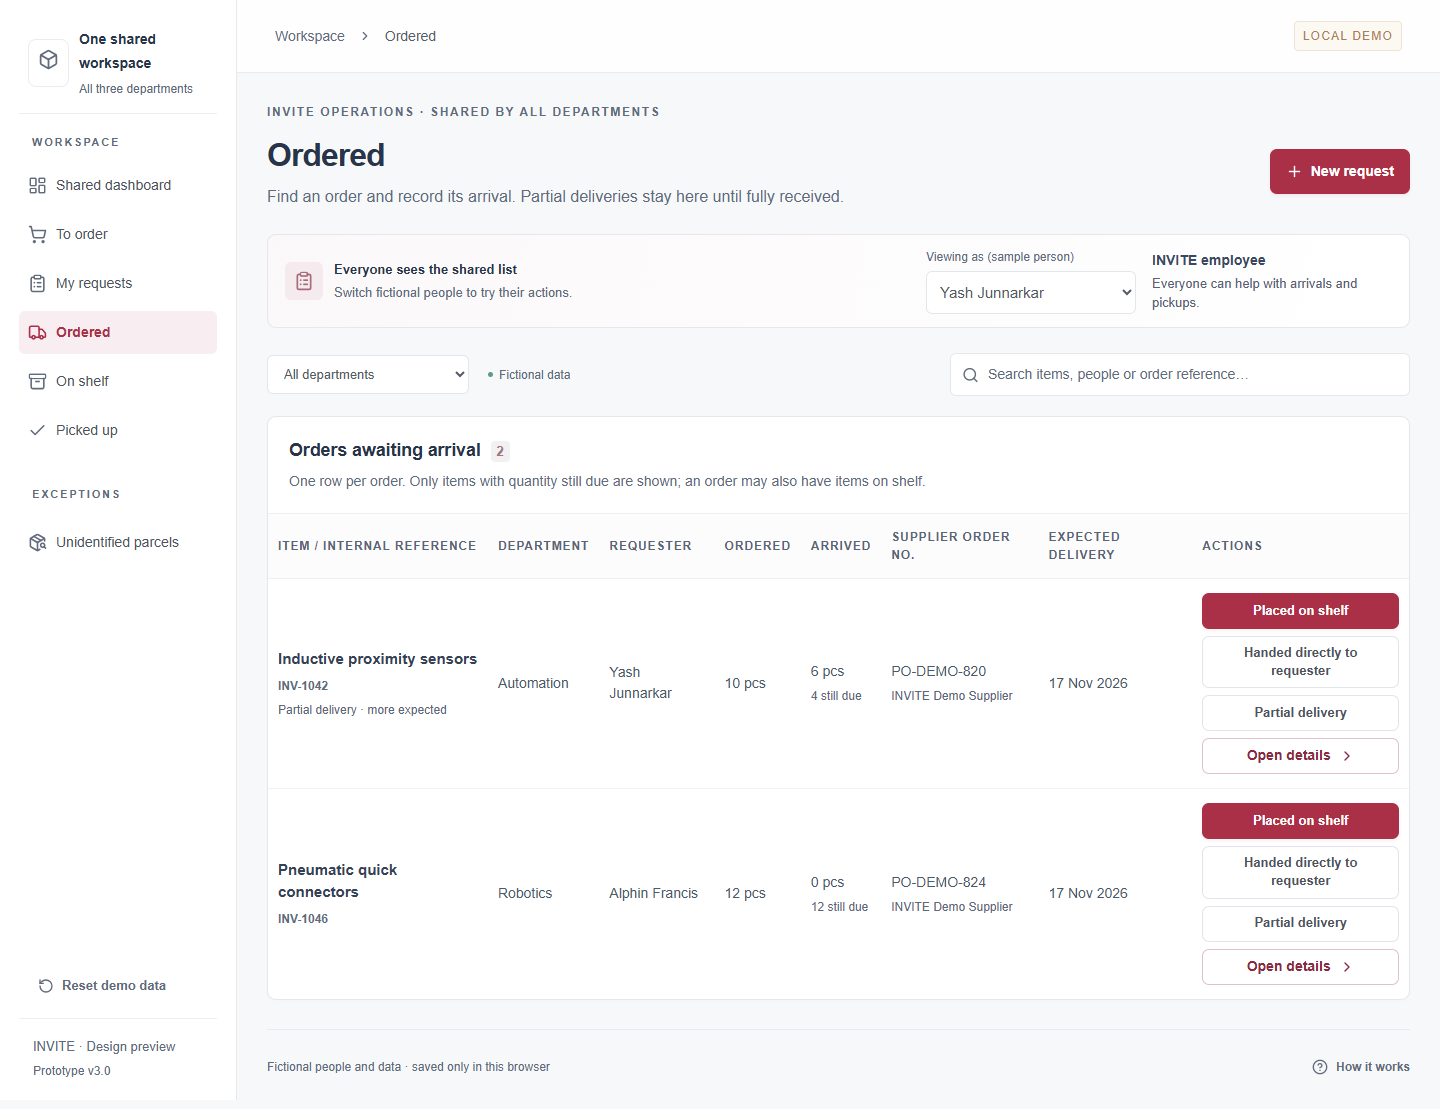 One shared
workspace
All three departments
WORKSPACE
Shared dashboard
To order
My requests
Ordered
On shelf
Picked up
EXCEPTIONS
Unidentified parcels
Reset demo data
INVITE · Design preview
Prototype v3.0
Workspace
Ordered
LOCAL DEMO
INVITE OPERATIONS · SHARED BY ALL DEPARTMENTS
Ordered
Find an order and record its arrival. Partial deliveries stay here until fully received.
New request
Everyone sees the shared list
Switch fictional people to try their actions.
Viewing as (sample person)
Yash Junnarkar
INVITE employee
Everyone can help with arrivals and
pickups.
All departments
Fictional data
Search items, people or order reference…
Orders awaiting arrival 2
One row per order. Only items with quantity still due are shown; an order may also have items on shelf.
ITEM / INTERNAL REFERENCE
DEPARTMENT
REQUESTER
ORDERED
ARRIVED
SUPPLIER ORDER
NO.
EXPECTED
DELIVERY
ACTIONS
Inductive proximity sensors
INV-1042
Partial delivery · more expected
Automation
Yash
Junnarkar
10 pcs
6 pcs
4 still due
PO-DEMO-820
INVITE Demo Supplier
17 Nov 2026
Placed on shelf
Handed directly to
requester
Partial delivery
Open details
Pneumatic quick
connectors
INV-1046
Robotics
Alphin Francis
12 pcs
0 pcs
12 still due
PO-DEMO-824
INVITE Demo Supplier
17 Nov 2026
Placed on shelf
Handed directly to
requester
Partial delivery
Open details
Fictional people and data · saved only in this browser
How it works